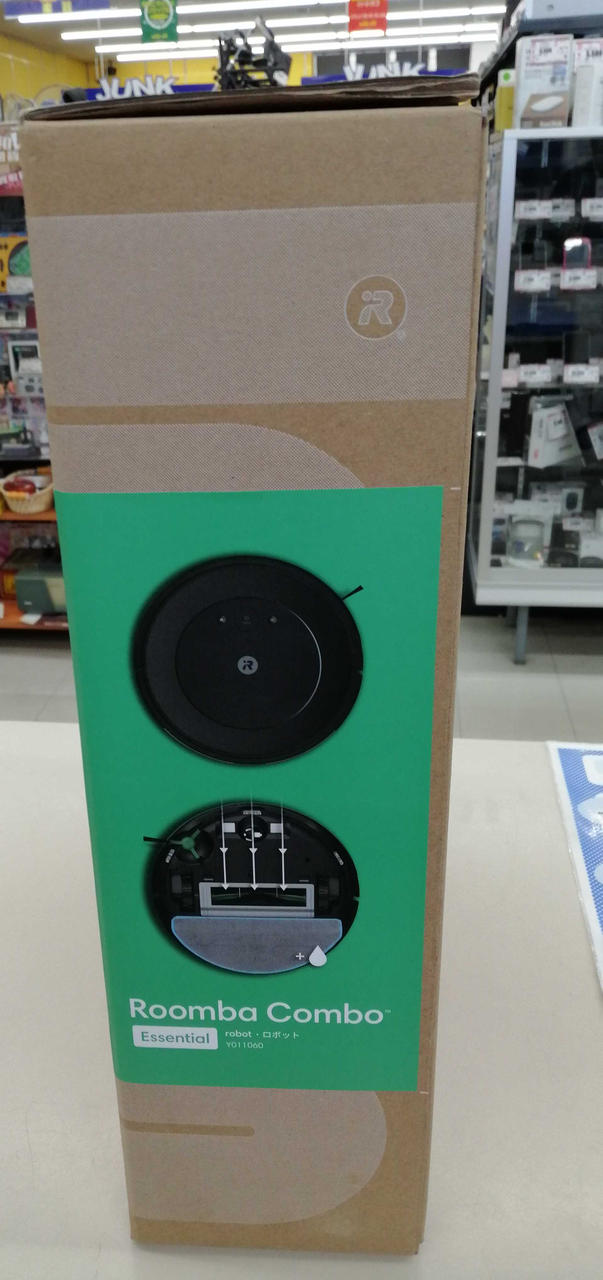 JUNK
JUNK
iR
iR
Roomba Combo™
Essential
robot・ロボット
Y011060